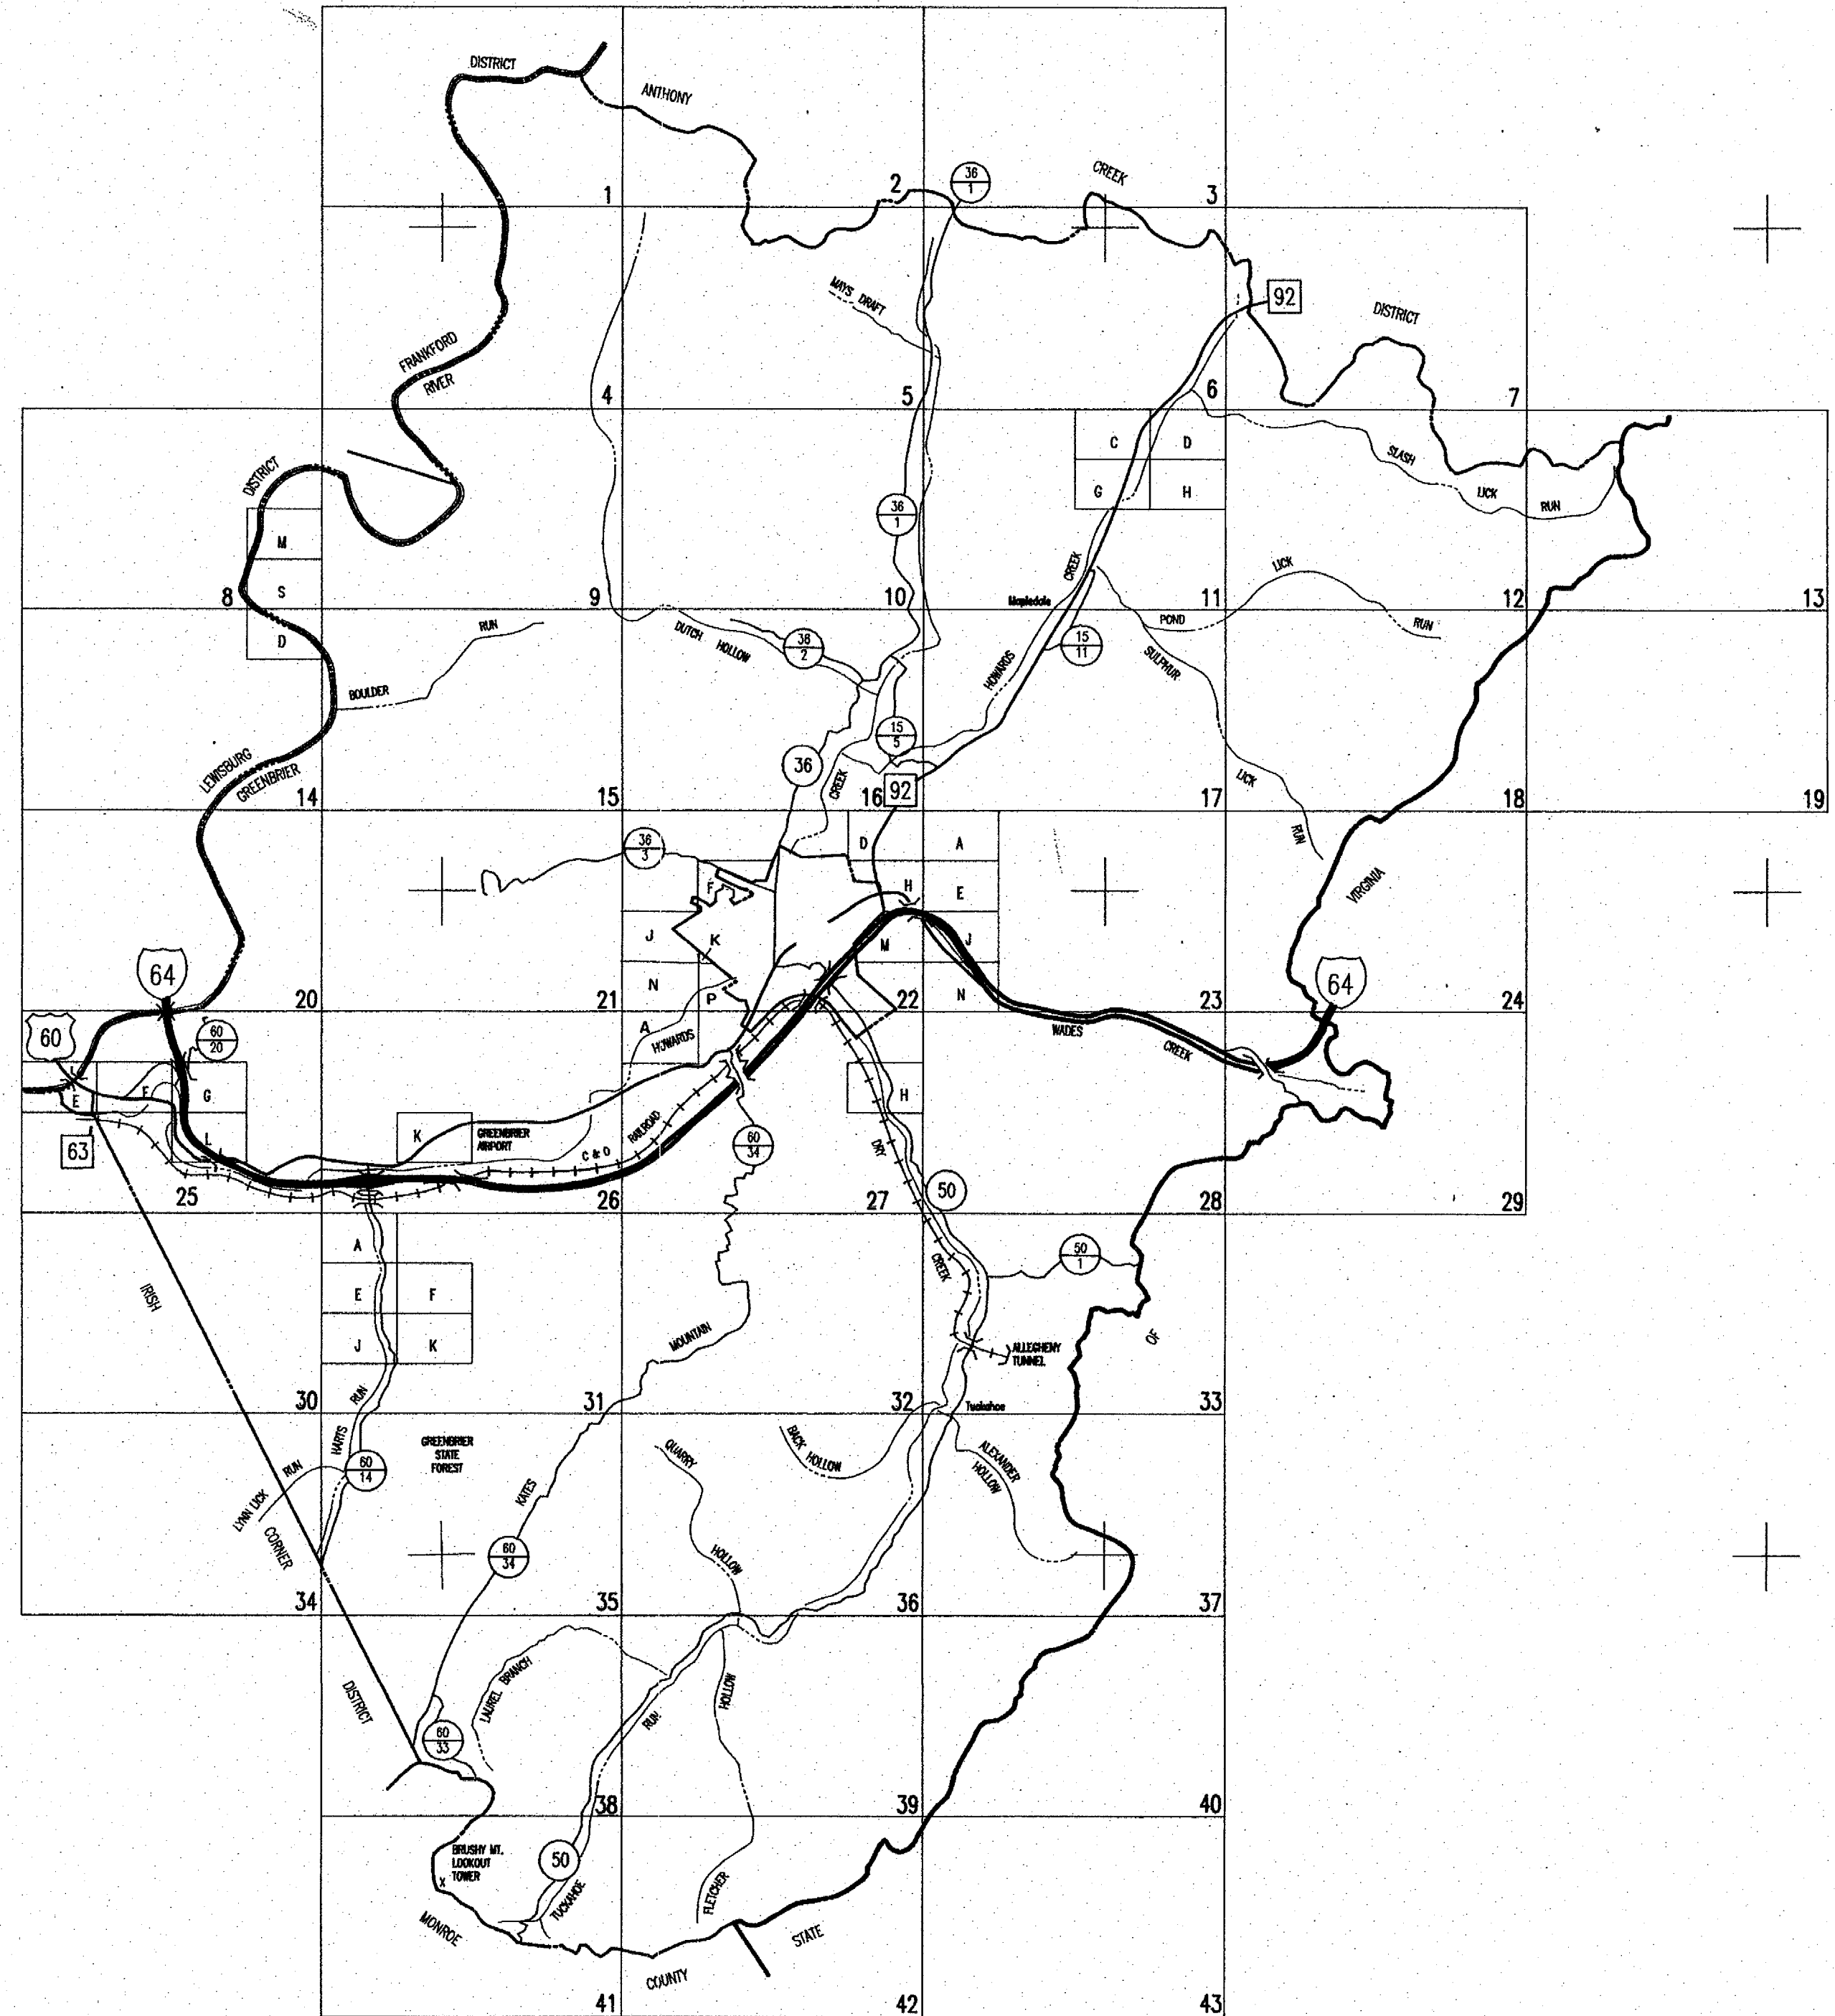 DISTRICT
ANTHONY
CREEK
36
1
1
2
3
MAYS DRAFT
92
DISTRICT
FRANKFORD
RIVER
4
5
6
7
C
D
G
H
SLASH
LICK
RUN
DISTRICT
M
S
D
36
1
CREEK
LICK
8
9
10
Mapledale
11
12
13
POND
RUN
RUN
DUTCH HOLLOW
38
2
15
11
SULPHUR
HOWARDS
BOULDER
15
5
LEWISBURG
GREENBRIER
36
CREEK
LICK
14
15
16
92
17
18
19
RUN
36
3
D
A
F
H
E
VIRGINIA
J
K
M
J
64
64
N
P
N
20
21
22
23
24
60
60
20
A
HOWARDS
WADES
CREEK
E
F
G
H
L
K
GREENBRIER
AIRPORT
C & O
RAILROAD
63
60
34
DRY
25
26
27
50
28
29
A
CREEK
50
1
IRISH
E
F
J
K
MOUNTAIN
ALLEGHENY
TUNNEL
OF
RUN
30
31
32
Tuckahoe
33
HARTS
GREENBRIER
STATE
FOREST
QUARRY
BACK HOLLOW
ALEXANDER
HOLLOW
RUN
60
14
LYNN LICK
KATES
CORNER
60
34
HOLLOW
34
35
36
37
LAUREL BRANCH
HOLLOW
DISTRICT
RUN
60
33
38
39
40
BRUSHY MT.
LOOKOUT
TOWER
X
50
TUCKAHOE
FLETCHER
MONROE
STATE
COUNTY
41
42
43